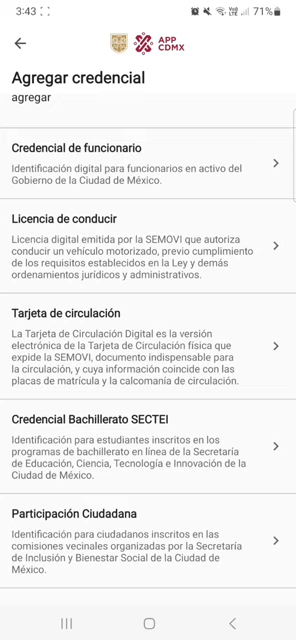 3:43
71%
APP
CDMX
Agregar credencial
agregar
Credencial de funcionario
Identificación digital para funcionarios en activo del
Gobierno de la Ciudad de México.
Licencia de conducir
Licencia digital emitida por la SEMOVI que autoriza
conducir un vehículo motorizado, previo cumplimiento
de los requisitos establecidos en la Ley y demás
ordenamientos jurídicos y administrativos.
Tarjeta de circulación
La Tarjeta de Circulación Digital es la versión
electrónica de la Tarjeta de Circulación física que
expide la SEMOVI, documento indispensable para
la circulación, y cuya información coincide con las
placas de matrícula y la calcomanía de circulación.
Credencial Bachillerato SECTEI
Identificación para estudiantes inscritos en los
programas de bachillerato en línea de la Secretaría
de Educación, Ciencia, Tecnología e Innovación de la
Ciudad de México.
Participación Ciudadana
Identificación para ciudadanos inscritos en las
comisiones vecinales organizadas por la Secretaría
de Inclusión y Bienestar Social de la Ciudad de
México.